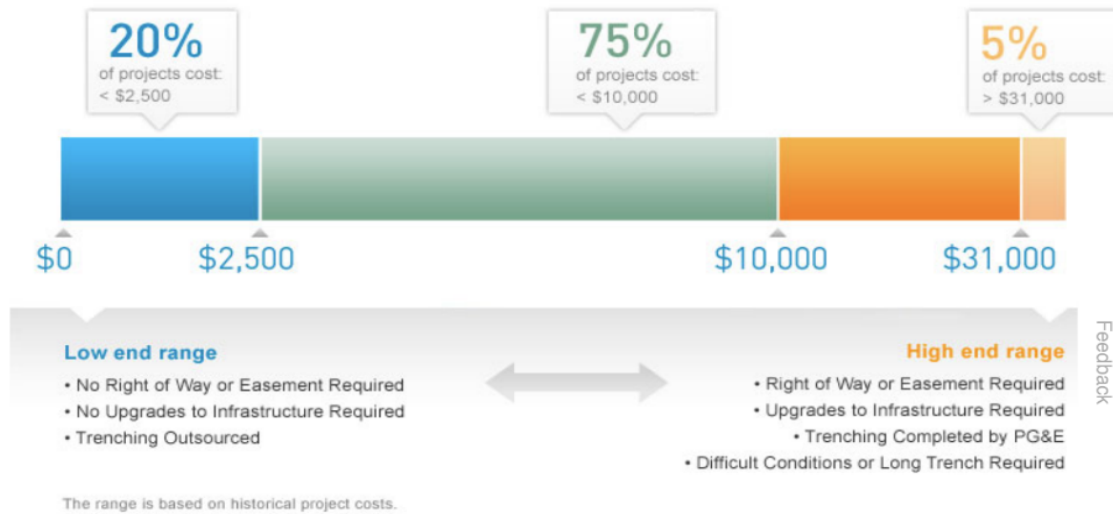 20%
of projects cost:
< $2,500
75%
of projects cost:
< $10,000
5%
of projects cost:
> $31,000
$0
$2,500
$10,000
$31,000
Low end range
• No Right of Way or Easement Required
• No Upgrades to Infrastructure Required
• Trenching Outsourced
High end range
• Right of Way or Easement Required
• Upgrades to Infrastructure Required
• Trenching Completed by PG&E
• Difficult Conditions or Long Trench Required
The range is based on historical project costs.
Feedback